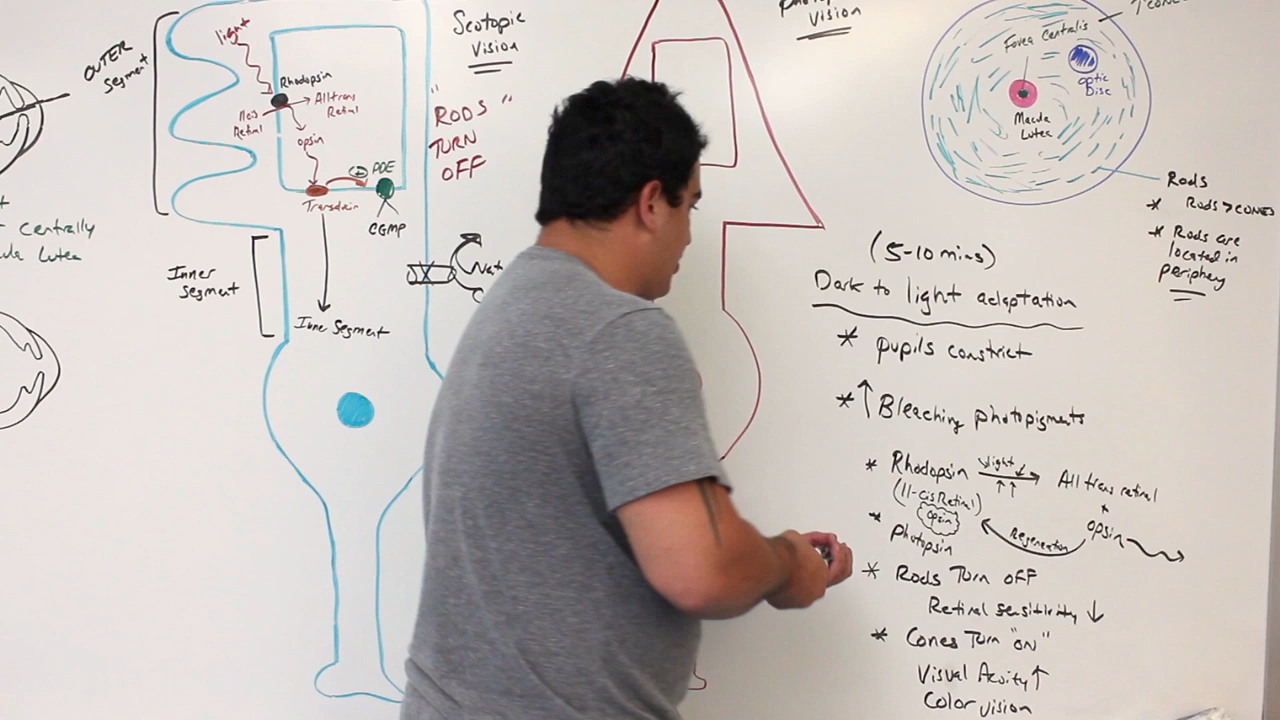 OUTER
Segment
light
Rhodopsin
All trans
Retinal
Retinal
opsin
PDE
Transducin
CGMP
Inner
Segment
Inne Segment
centrally
Lutea
Scotopic
Vision
"RODS"
TURN
OFF
Vision
Fovea Centralis
optic
Disc
Macula
Lutea
Rods
* Rods > CONES
* Rods are
located in
periphery
(5-10 mins)
Dark to light adaptation
* pupils constrict
* ↑ Bleaching photopigments
* Rhodopsin light ↑↑ All trans retinal
(11-cis Retinal) +
opsin
opsin
Regeneration
* photopsin
* Rods Turn OFF
Retinal sensitivity ↓
* Cones Turn "ON"
Visual Acuity ↑
Color vision